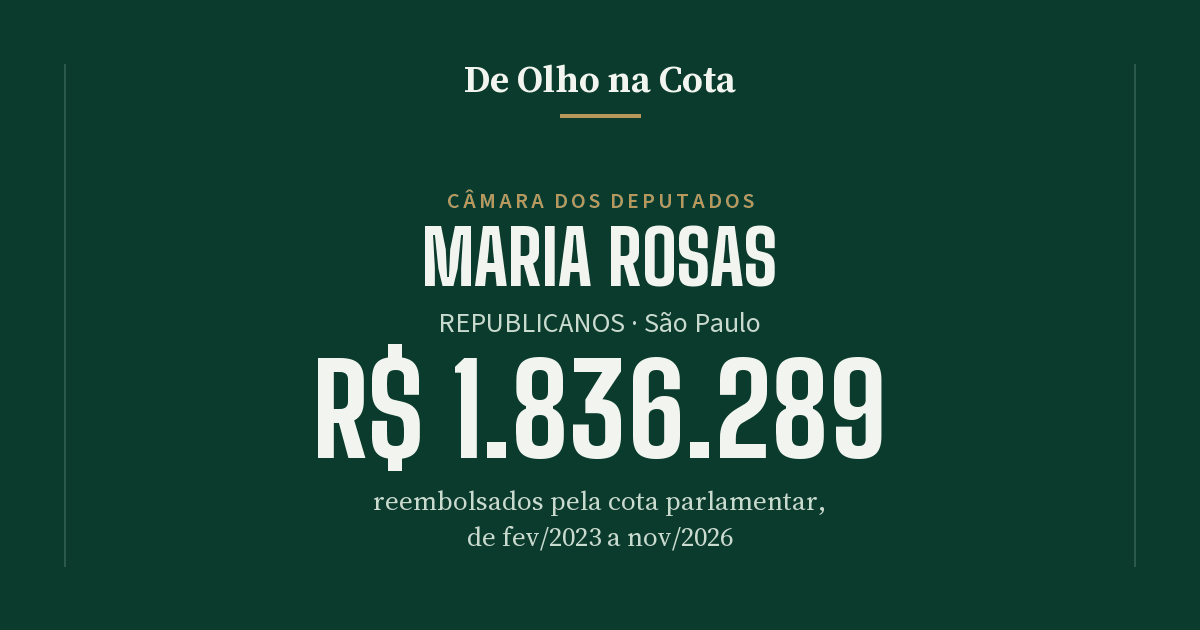 De Olho na Cota
CÂMARA DOS DEPUTADOS
MARIA ROSAS
REPUBLICANOS · São Paulo
R$ 1.836.289
reembolsados pela cota parlamentar,
de fev/2023 a nov/2026